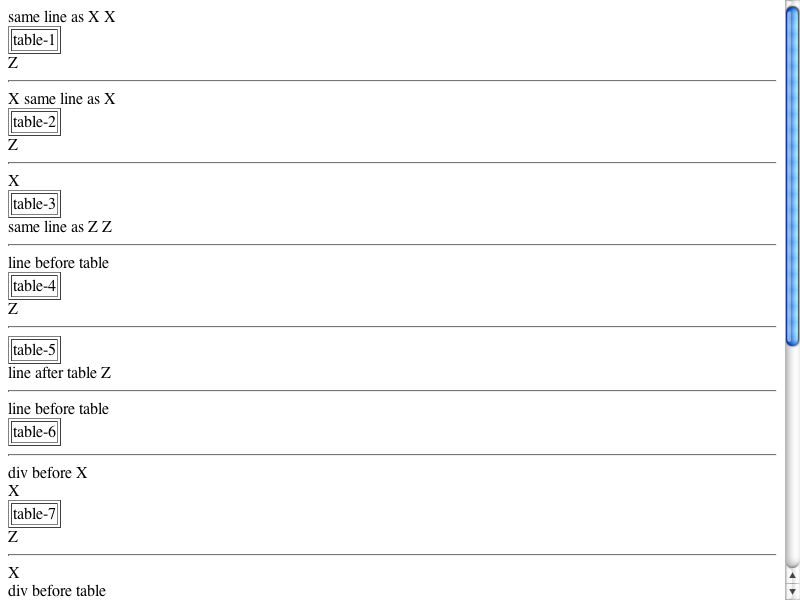 same line as X X
table-1
Z
X same line as X
table-2
Z
X
table-3
same line as Z Z
line before table
table-4
Z
table-5
line after table Z
line before table
table-6
div before X
X
table-7
Z
X
div before table